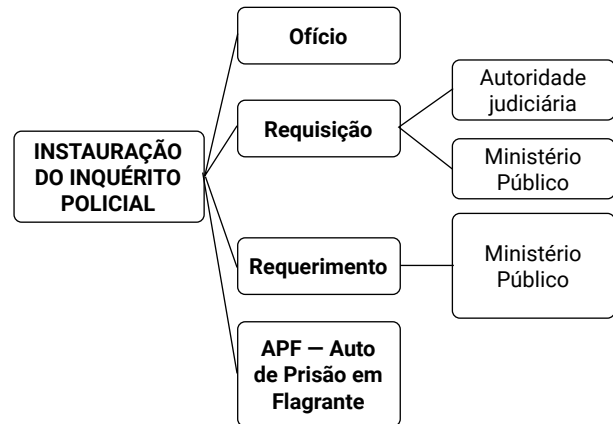 INSTAURAÇÃO
DO INQUÉRITO
POLICIAL
Ofício
Requisição
Autoridade
judiciária
Ministério
Público
Requerimento
Ministério
Público
APF — Auto
de Prisão em
Flagrante